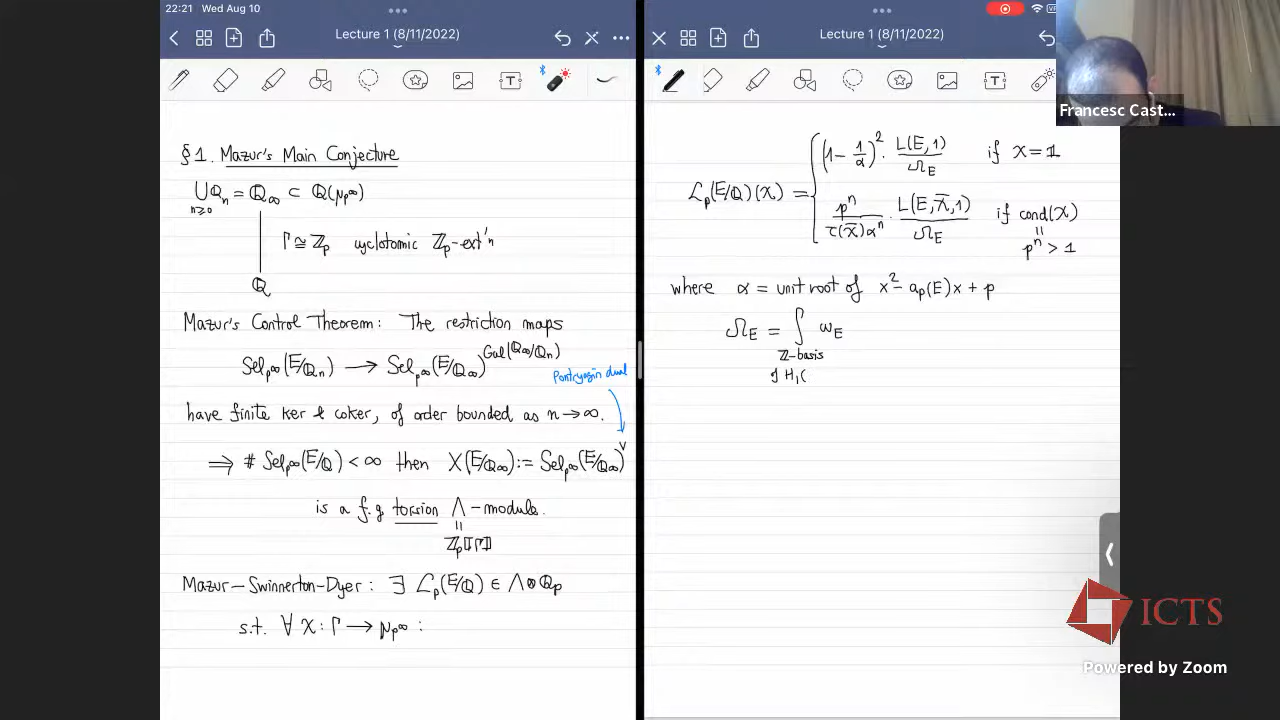 22:21 Wed Aug 10
Lecture 1 (8/11/2022)
§1. Mazur's Main Conjecture
⋃_{n≥0} ℚ_n = ℚ_∞ ⊂ ℚ(μ_{p^∞})
Γ ≅ ℤ_p cyclotomic ℤ_p-ext'n
ℚ
Mazur's Control Theorem: The restriction maps
Sel_{p^∞}(E/ℚ_n) → Sel_{p^∞}(E/ℚ_∞)^{Gal(ℚ_∞/ℚ_n)}
Pontryagin dual
have finite ker & coker, of order bounded as n → ∞.
⇒ # Sel_{p^∞}(E/ℚ) < ∞ then X(E/ℚ_∞) := Sel_{p^∞}(E/ℚ_∞)^∨
is a f.g torsion Λ-module.
=
ℤ_p⟦Γ⟧
Mazur–Swinnerton-Dyer: ∃ ℒ_p(E/ℚ) ∈ Λ⊗ℚ_p
s.t. ∀ χ: Γ → μ_{p^∞} :
Lecture 1 (8/11/2022)
Francesc Cast...
(1 - 1/α)^2 · L(E,1)/Ω_E if χ = 𝟙
ℒ_p(E/ℚ)(χ) = {
p^n/(τ(χ̄)α^n) · L(E,χ̄,1)/Ω_E if cond(χ)
=
p^n > 1
where α = unit root of x^2 - a_p(E)x + p
Ω_E = ∫ ω_E
ℤ-basis
of H_1(
ICTS
Powered by Zoom